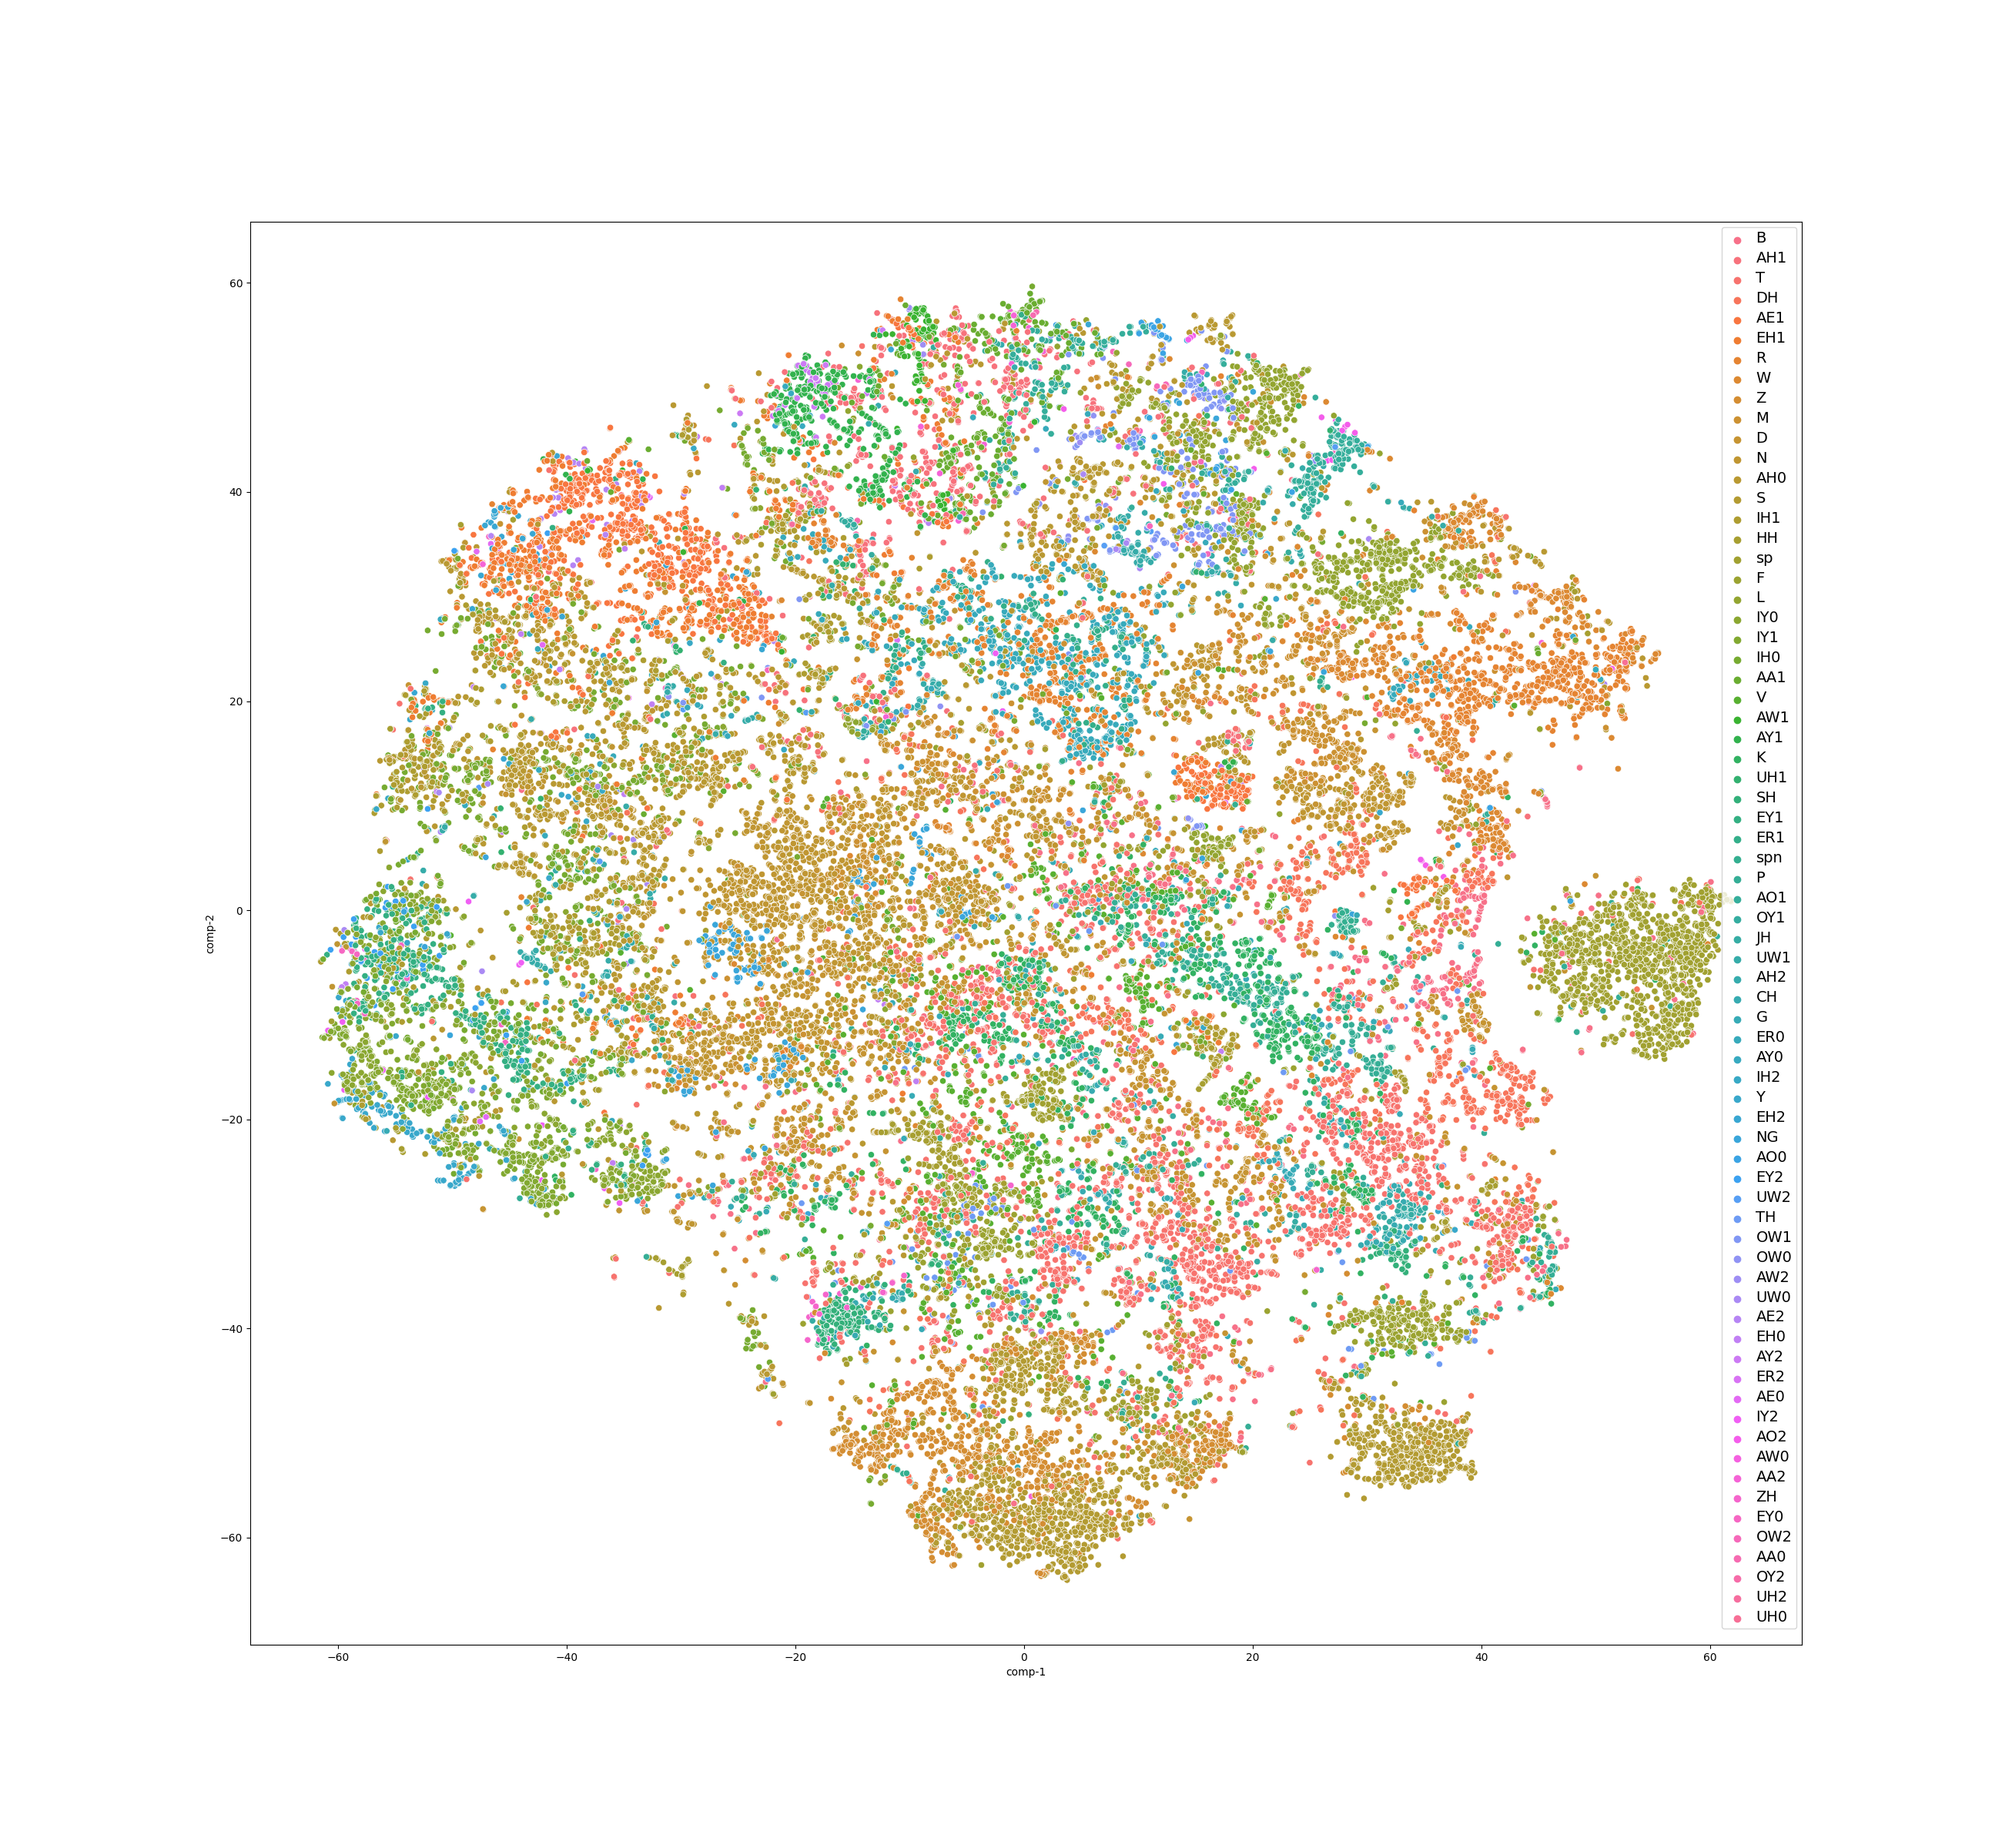 60
40
20
0
−20
−40
−60
comp-2
−60
−40
−20
0
20
40
60
comp-1
B
AH1
T
DH
AE1
EH1
R
W
Z
M
D
N
AH0
S
IH1
HH
sp
F
L
IY0
IY1
IH0
AA1
V
AW1
AY1
K
UH1
SH
EY1
ER1
spn
P
AO1
OY1
JH
UW1
AH2
CH
G
ER0
AY0
IH2
Y
EH2
NG
AO0
EY2
UW2
TH
OW1
OW0
AW2
UW0
AE2
EH0
AY2
ER2
AE0
IY2
AO2
AW0
AA2
ZH
EY0
OW2
AA0
OY2
UH2
UH0